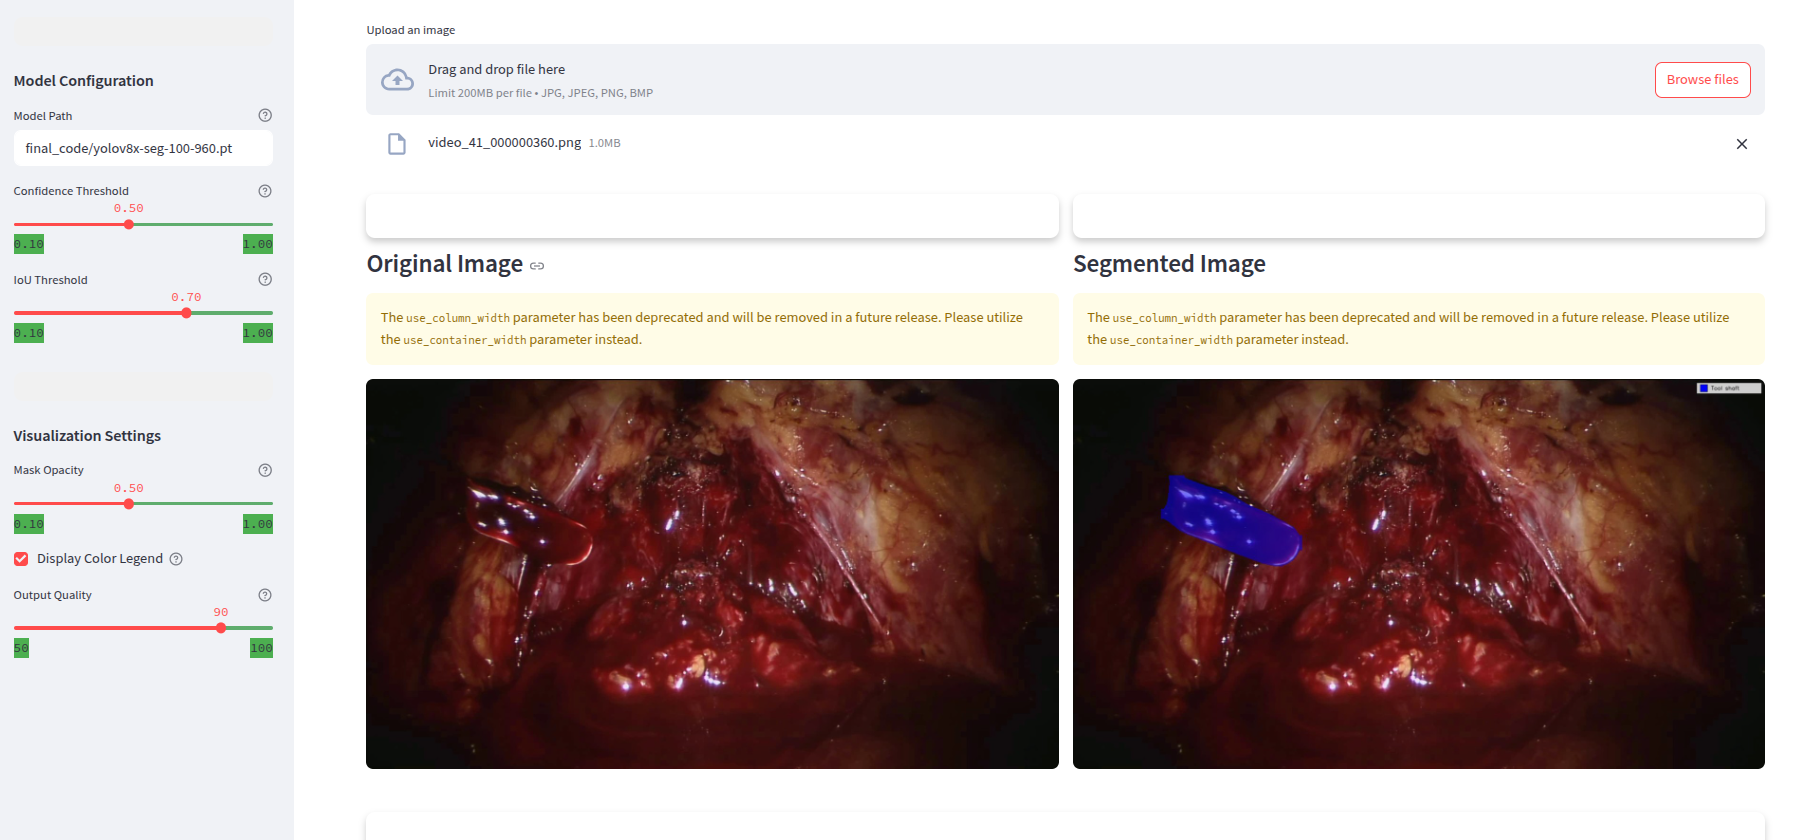 Model Configuration
Model Path
final_code/yolov8x-seg-100-960.pt
Confidence Threshold
0.50
0.10 1.00
IoU Threshold
0.70
0.10 1.00
Visualization Settings
Mask Opacity
0.50
0.10 1.00
Display Color Legend
Output Quality
90
50 100
Upload an image
Drag and drop file here
Limit 200MB per file • JPG, JPEG, PNG, BMP
Browse files
video_41_000000360.png 1.0MB
Original Image
The use_column_width parameter has been deprecated and will be removed in a future release. Please utilize
the use_container_width parameter instead.
Segmented Image
The use_column_width parameter has been deprecated and will be removed in a future release. Please utilize
the use_container_width parameter instead.
Tool shaft